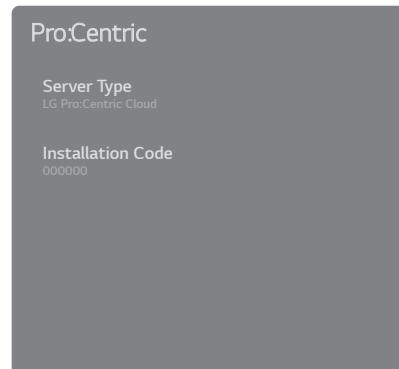 Pro:Centric
Server Type
LG Pro:Centric Cloud
Installation Code
000000